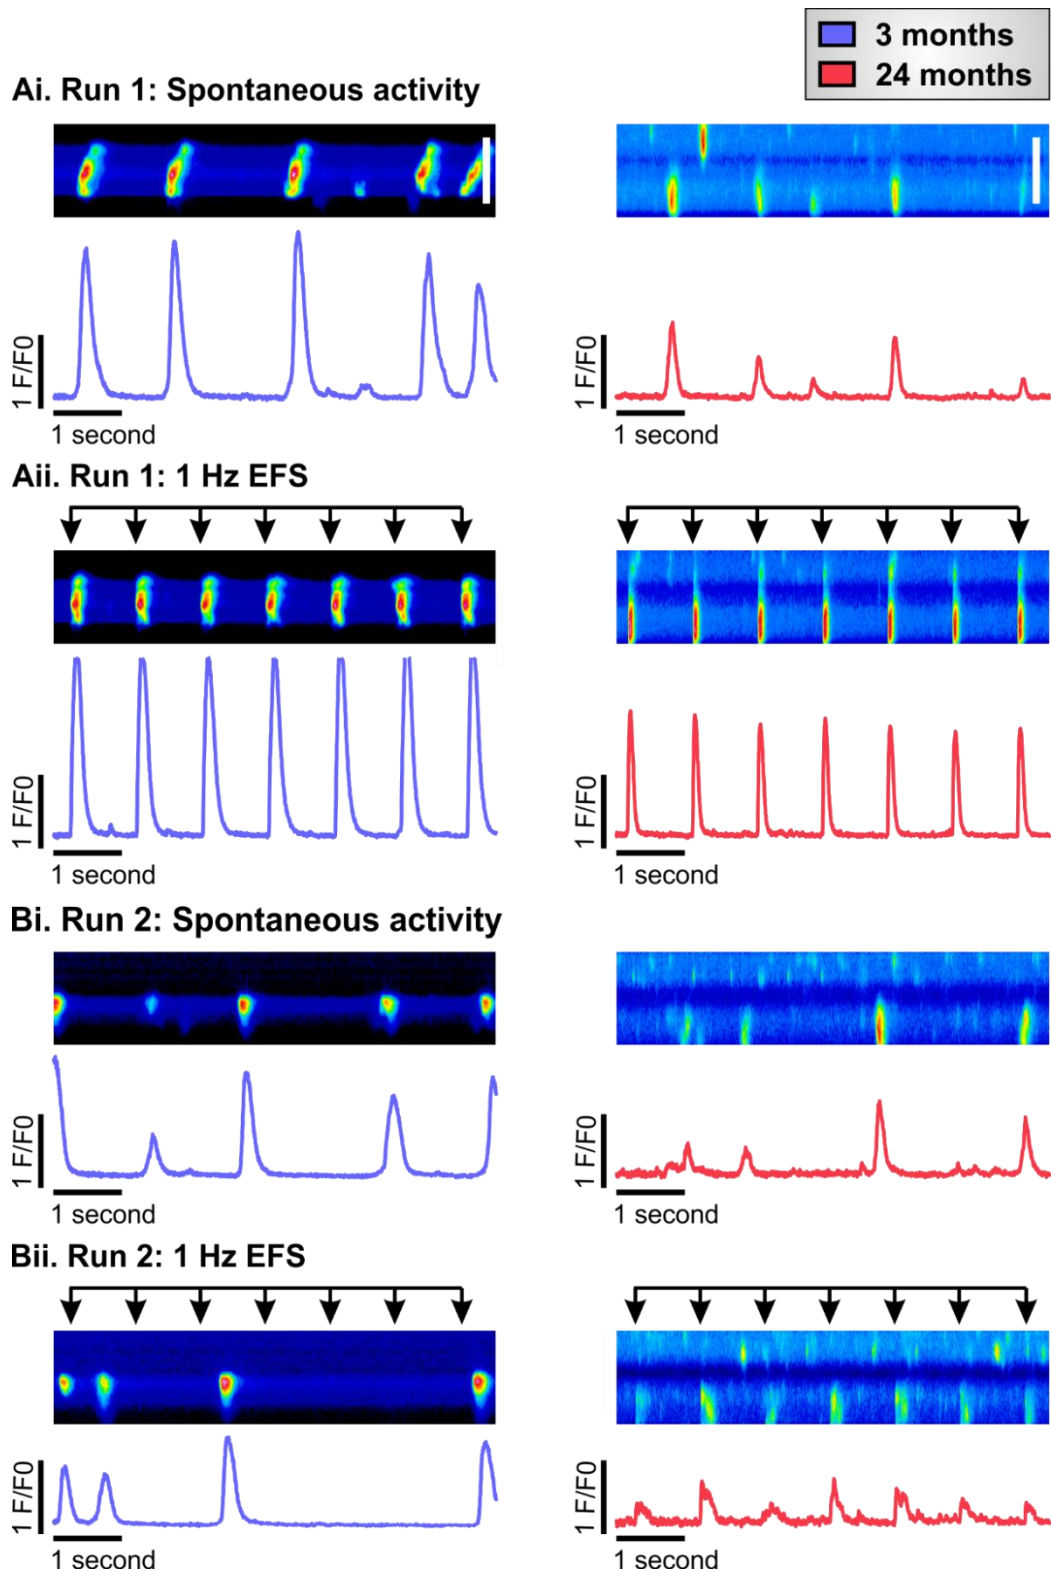 3 months
24 months
Ai. Run 1: Spontaneous activity
1 F/F0
1 second
1 F/F0
1 second
Aii. Run 1: 1 Hz EFS
1 F/F0
1 second
1 F/F0
1 second
Bi. Run 2: Spontaneous activity
1 F/F0
1 second
1 F/F0
1 second
Bii. Run 2: 1 Hz EFS
1 F/F0
1 second
1 F/F0
1 second